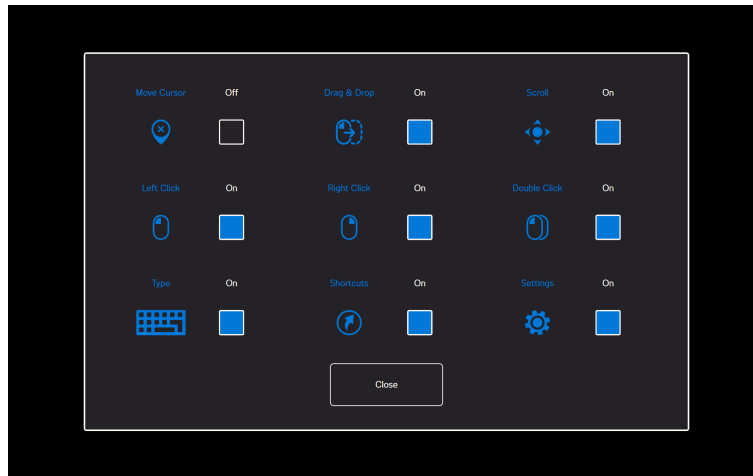 Move Cursor Off Drag & Drop On Scroll On
Left Click On Right Click On Double Click On
Type On Shortcuts On Settings On
Close